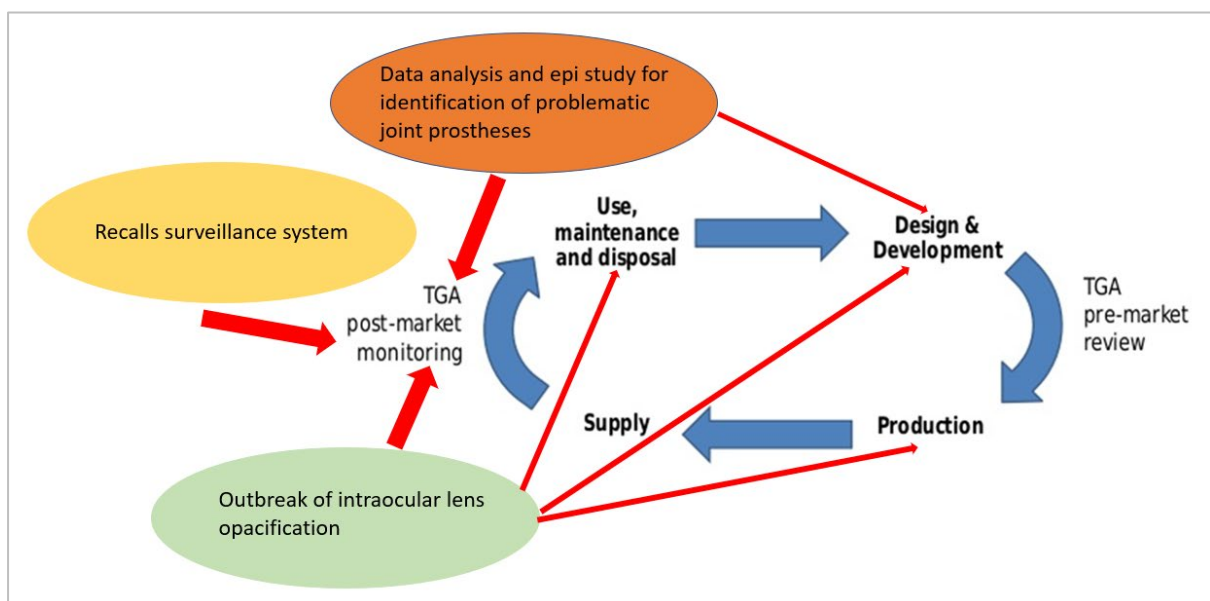 Data analysis and epi study for
identification of problematic
joint prostheses
Recalls surveillance system
Use,
maintenance
and disposal
Design &
Development
TGA
post-market
monitoring
TGA
pre-market
review
Supply
Production
Outbreak of intraocular lens
opacification